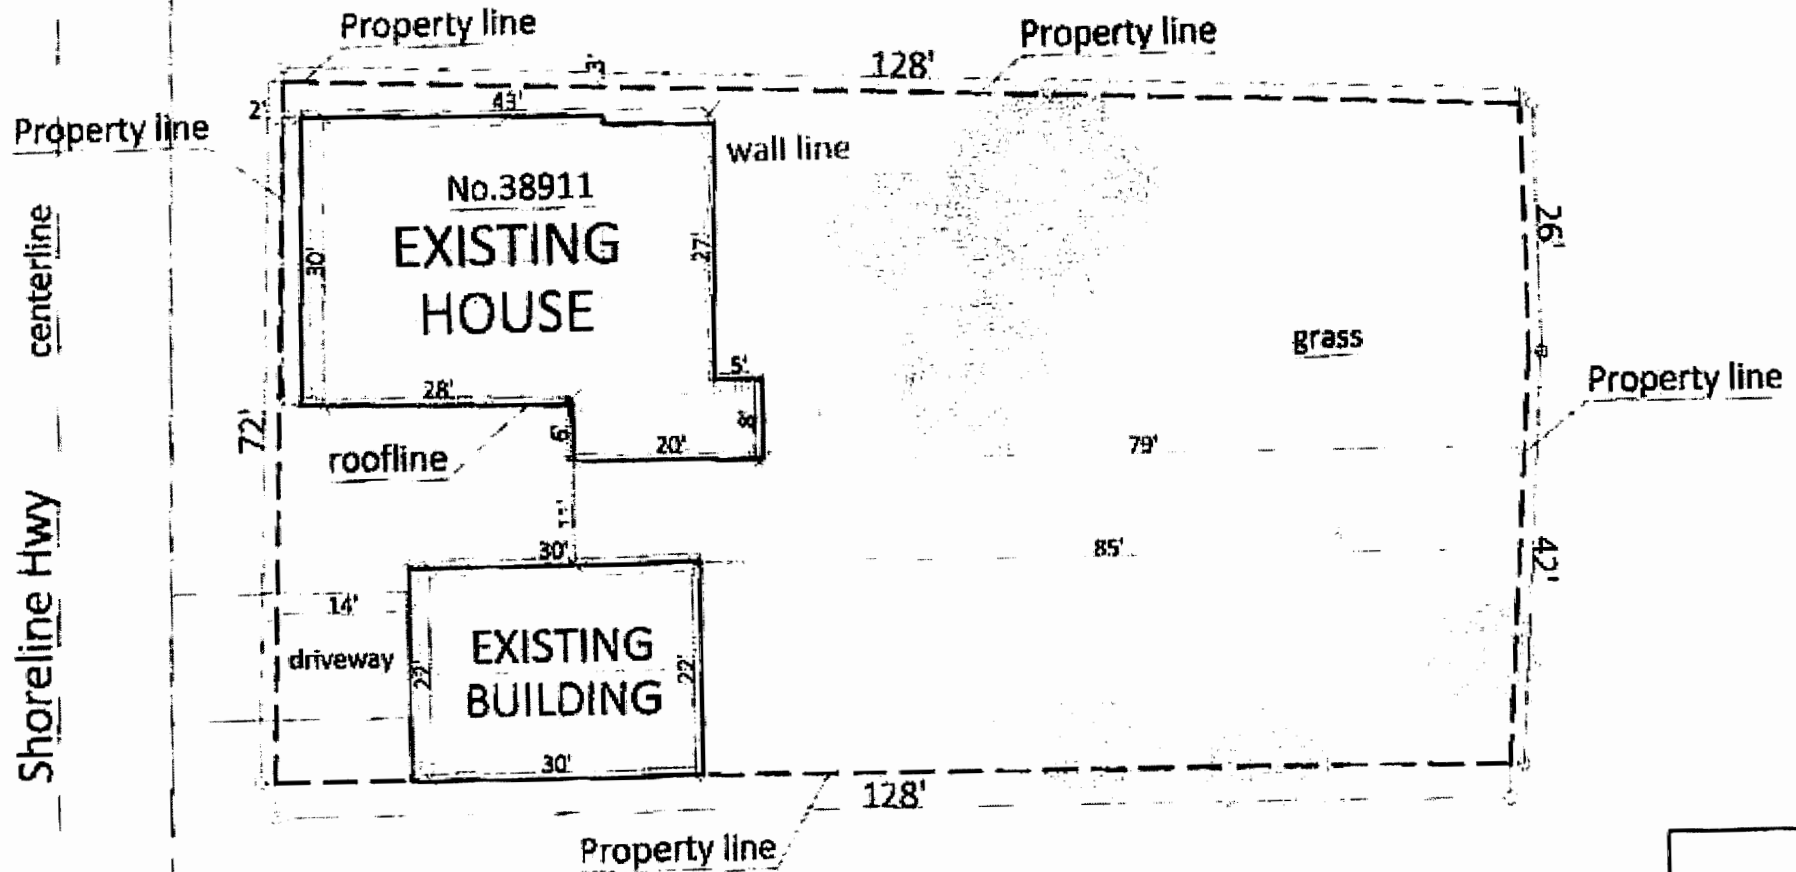 Property line
Property line
3'
128'
2'
43'
Property line
wall line
No.38911
EXISTING
HOUSE
centerline
30'
27'
26'
grass
5'
Property line
28'
8'
72'
6'
20'
79'
roofline
11'
30'
85'
42'
Shoreline Hwy
14'
driveway
EXISTING
BUILDING
22'
22'
30'
128'
Property line